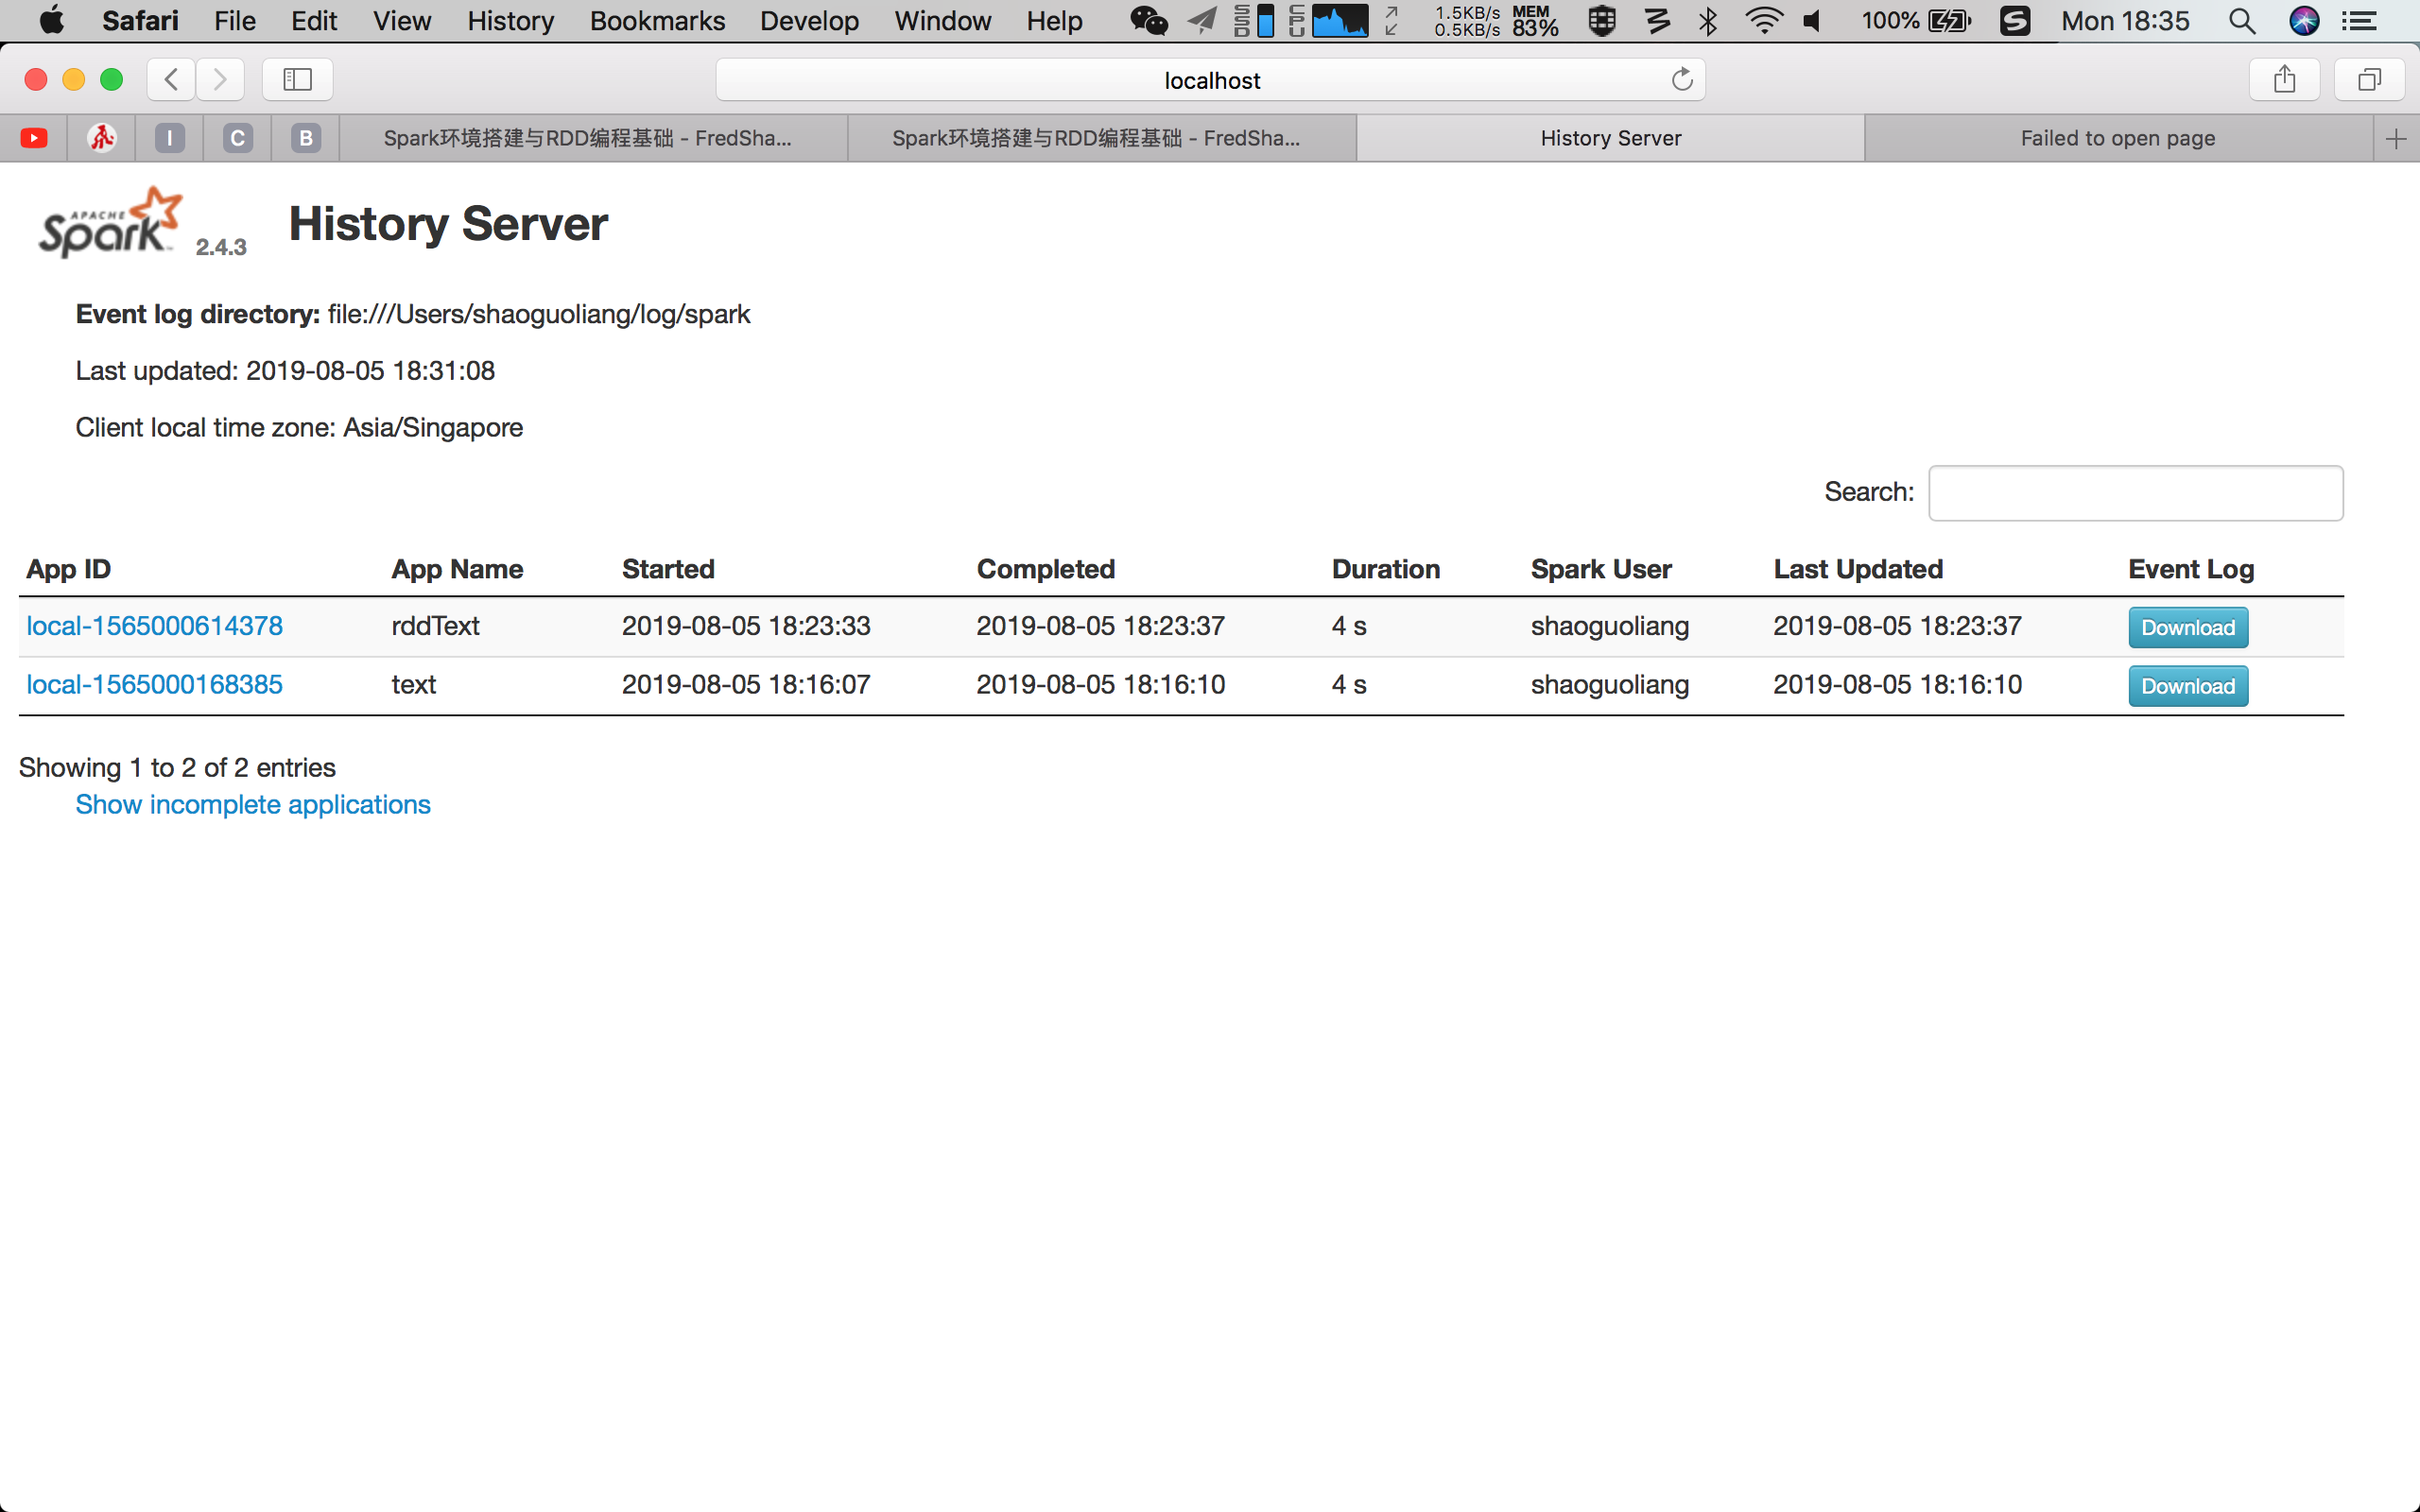 Safari File Edit View History Bookmarks Develop Window Help SSD CPU 1.5KB/s 0.5KB/s MEM 83% 100% Mon 18:35
localhost
I C B Spark环境搭建与RDD编程基础 - FredSha... Spark环境搭建与RDD编程基础 - FredSha... History Server Failed to open page
APACHE Spark 2.4.3 History Server
Event log directory: file:///Users/shaoguoliang/log/spark
Last updated: 2019-08-05 18:31:08
Client local time zone: Asia/Singapore
Search:
App ID App Name Started Completed Duration Spark User Last Updated Event Log
local-1565000614378 rddText 2019-08-05 18:23:33 2019-08-05 18:23:37 4 s shaoguoliang 2019-08-05 18:23:37 Download
local-1565000168385 text 2019-08-05 18:16:07 2019-08-05 18:16:10 4 s shaoguoliang 2019-08-05 18:16:10 Download
Showing 1 to 2 of 2 entries
Show incomplete applications